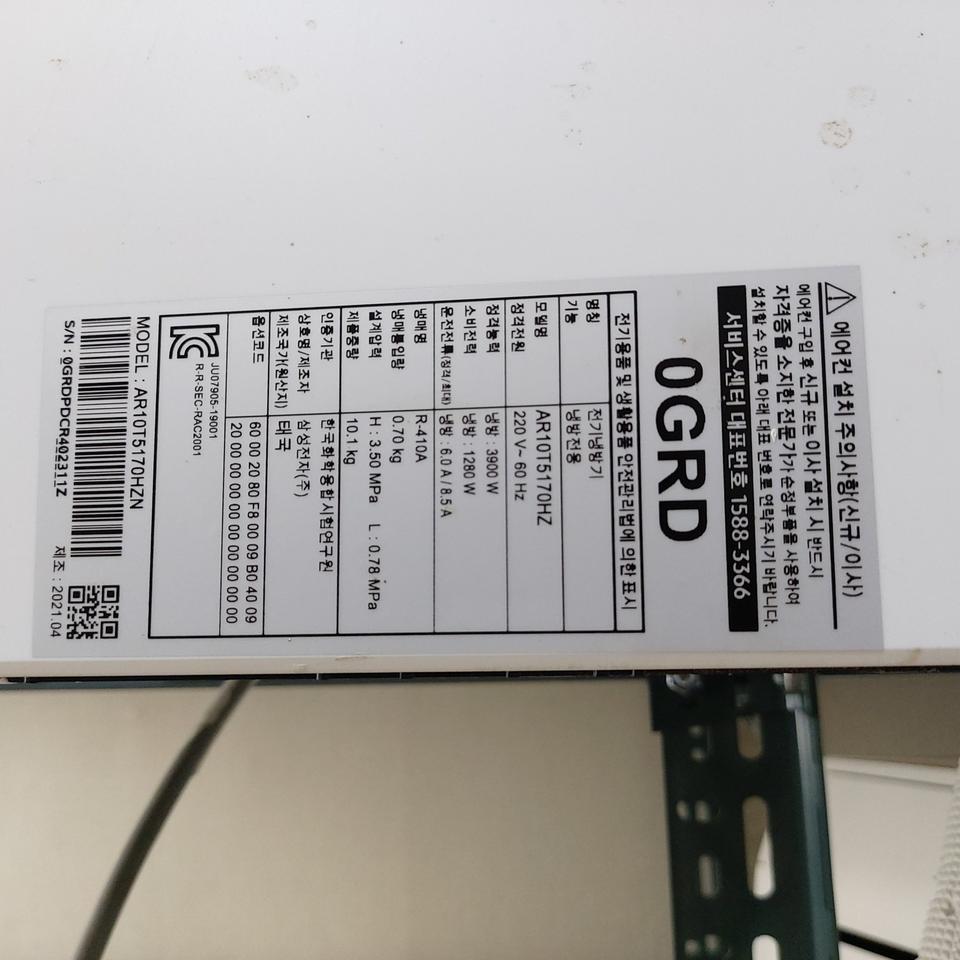 에어컨 설치 주의사항(신규/이사)
에어컨 구입 후 신규 또는 이사 설치 시 반드시
자격증을 소지한 전문가가 순정부품을 사용하여
설치할 수 있도록 아래 대표 번호로 연락주시기 바랍니다.
서비스센터 대표번호 1588-3366
0GRD
전기용품 및 생활용품 안전관리법에 의한 표시
명칭 전기냉방기
기능 냉방전용
모델명 AR10T5170HZ
정격전원 220 V~ 60 Hz
정격능력 냉방 : 3900 W
소비전력 냉방 : 1280 W
운전전류(정격/최대) 냉방 : 6.0 A / 8.5 A
냉매명 R-410A
냉매봉입량 0.70 kg
설계압력 H : 3.50 MPa L : 0.78 MPa
제품중량 10.1 kg
인증기관 한국화학융합시험연구원
상호명/제조자 삼성전자(주)
제조국가(원산지) 태국
옵션코드 60 00 20 80 F8 00 09 B0 40 09
20 00 00 00 00 00 00 00 00 00
JU07905-19001
R-R-SEC-RAC2001
MODEL : AR10T5170HZN
S/N : 0GRDPDCR402311Z
제조 : 2021.04